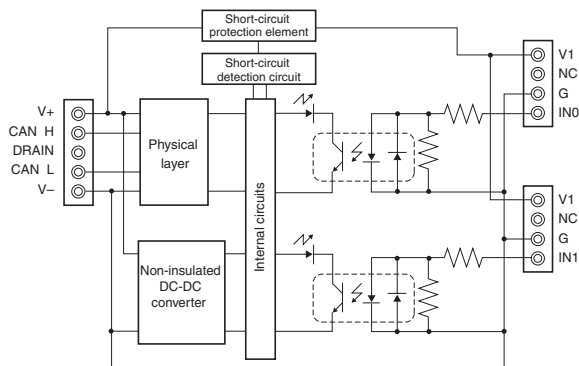 Short-circuit
protection element
Short-circuit
detection circuit
V+
CAN H
DRAIN
CAN L
V–
Physical
layer
Non-insulated
DC-DC
converter
Internal circuits
V1
NC
G
IN0
V1
NC
G
IN1